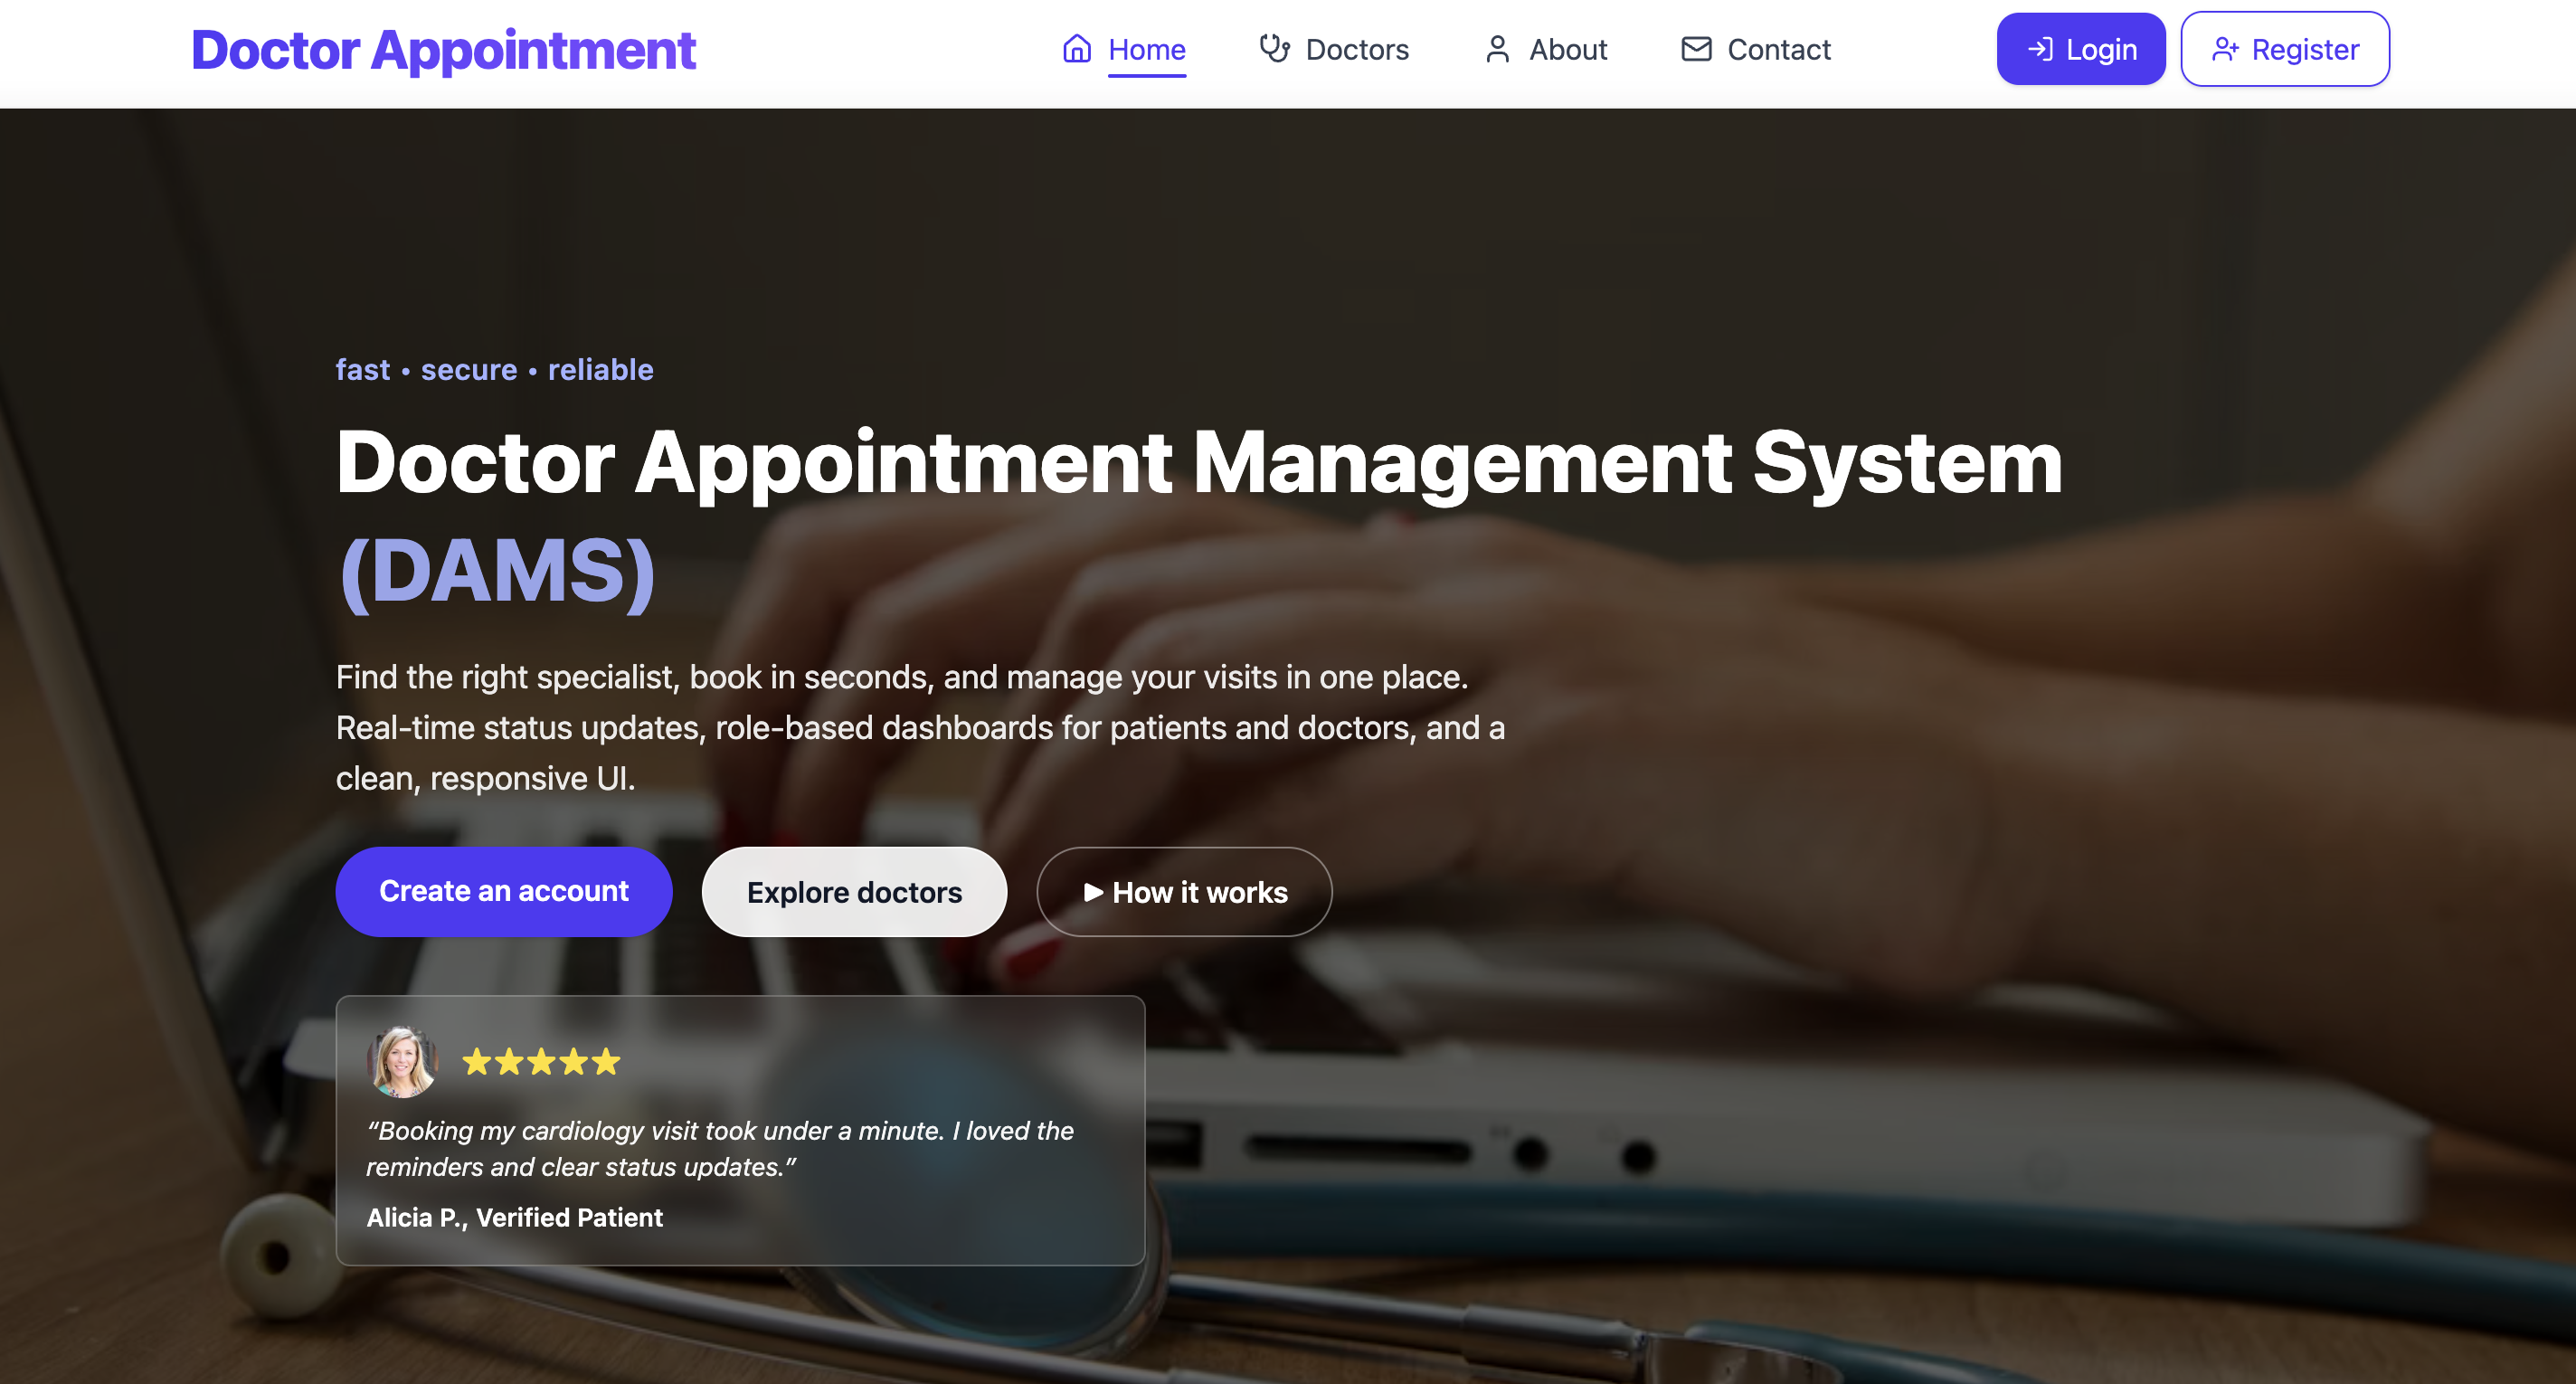 Doctor Appointment
Home
Doctors
About
Contact
Login
Register
fast • secure • reliable
Doctor Appointment Management System
(DAMS)
Find the right specialist, book in seconds, and manage your visits in one place.
Real-time status updates, role-based dashboards for patients and doctors, and a
clean, responsive UI.
Create an account
Explore doctors
How it works
“Booking my cardiology visit took under a minute. I loved the
reminders and clear status updates.”
Alicia P., Verified Patient